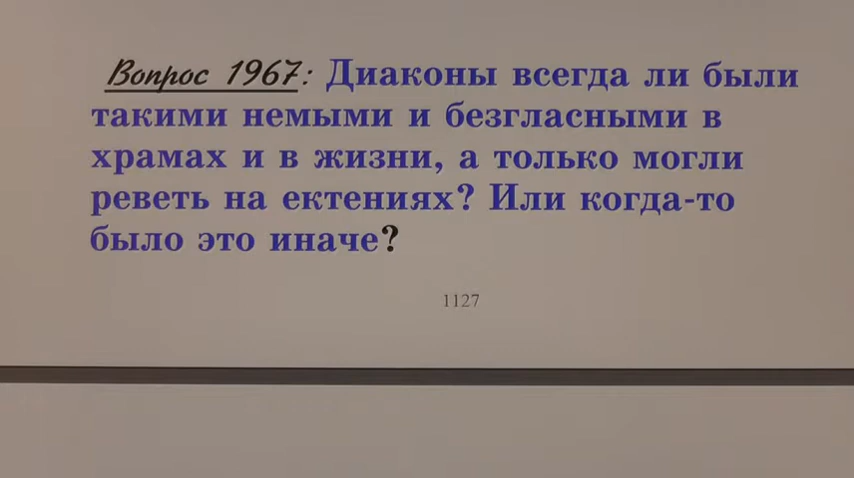 Вопрос 1967: Диаконы всегда ли были
такими немыми и безгласными в
храмах и в жизни, а только могли
реветь на ектениях? Или когда-то
было это иначе?
1127